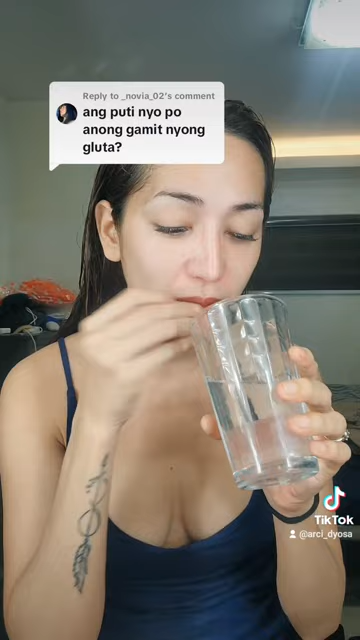 Reply to _novia_02's comment
ang puti nyo po
anong gamit nyong
gluta?
TikTok
@arci_dyosa